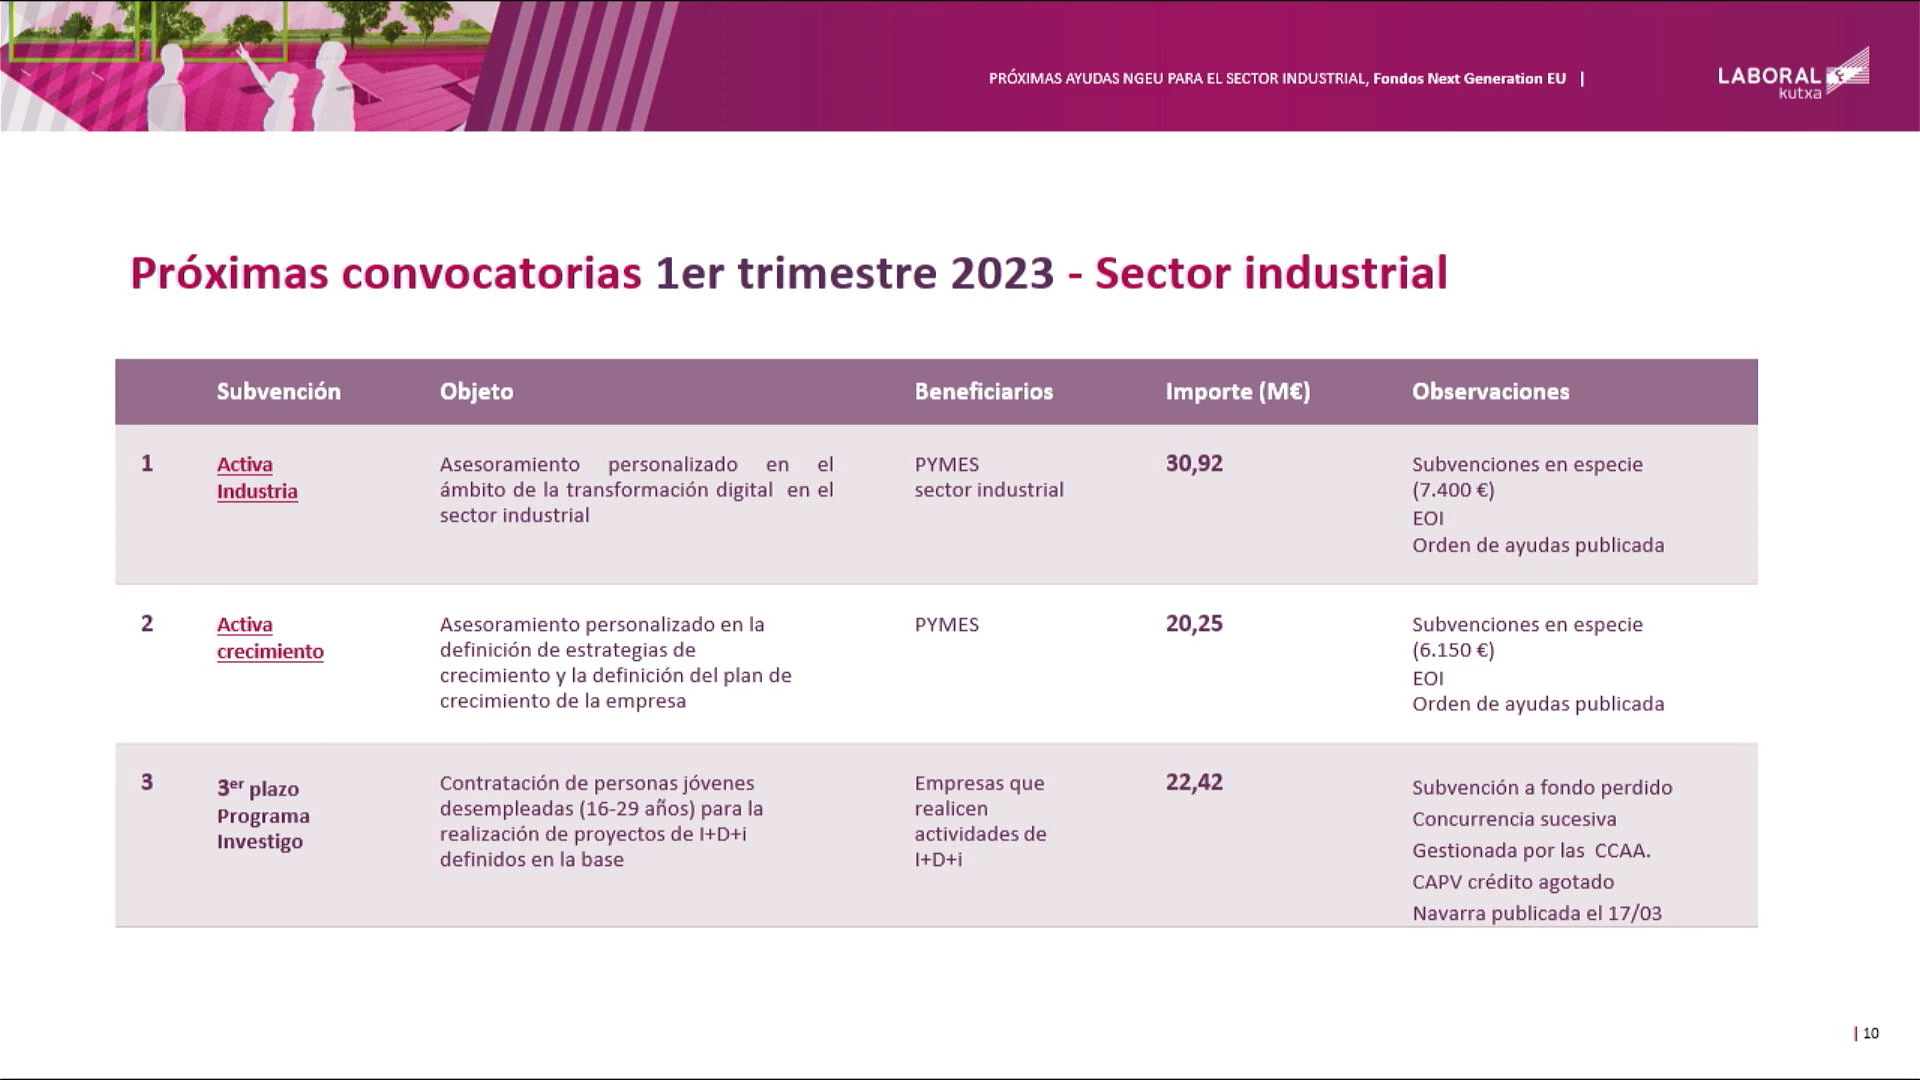 PRÓXIMAS AYUDAS NGEU PARA EL SECTOR INDUSTRIAL, Fondos Next Generation EU |
LABORAL
kutxa
Próximas convocatorias 1er trimestre 2023 - Sector industrial
Subvención Objeto Beneficiarios Importe (M€) Observaciones
1
Activa
Industria
Asesoramiento personalizado en el
ámbito de la transformación digital en el
sector industrial
PYMES
sector industrial
30,92
Subvenciones en especie
(7.400 €)
EOI
Orden de ayudas publicada
2
Activa
crecimiento
Asesoramiento personalizado en la
definición de estrategias de
crecimiento y la definición del plan de
crecimiento de la empresa
PYMES
20,25
Subvenciones en especie
(6.150 €)
EOI
Orden de ayudas publicada
3
3er plazo
Programa
Investigo
Contratación de personas jóvenes
desempleadas (16-29 años) para la
realización de proyectos de I+D+i
definidos en la base
Empresas que
realicen
actividades de
I+D+i
22,42
Subvención a fondo perdido
Concurrencia sucesiva
Gestionada por las CCAA.
CAPV crédito agotado
Navarra publicada el 17/03
| 10